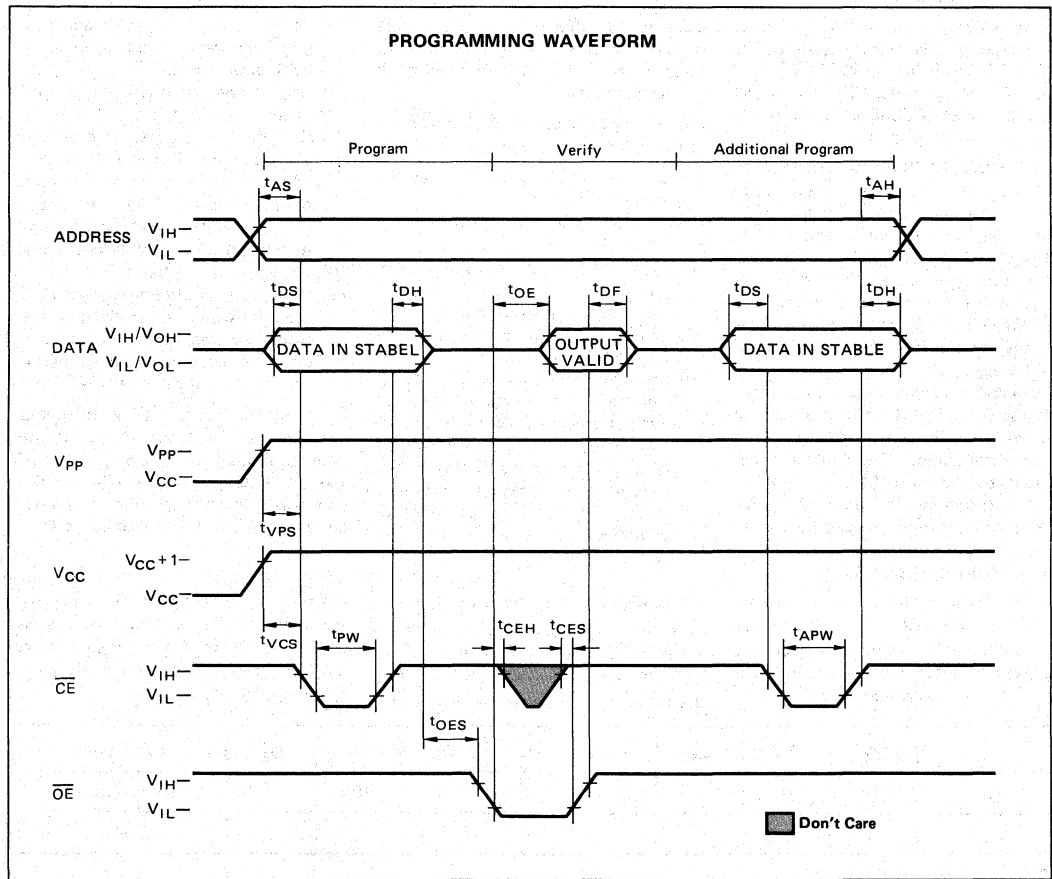 PROGRAMMING WAVEFORM
Program Verify Additional Program
tAS tAH
ADDRESS VIH
VIL
tDS tDH tOE tDF tDS tDH
DATA VIH/VOH
VIL/VOL
DATA IN STABEL OUTPUT VALID DATA IN STABLE
VPP VPP
VCC
tVPS
VCC VCC+1
VCC
tVCS tPW tCEH tCES tAPW
CE VIH
VIL
tOES
OE VIH
VIL
Don't Care